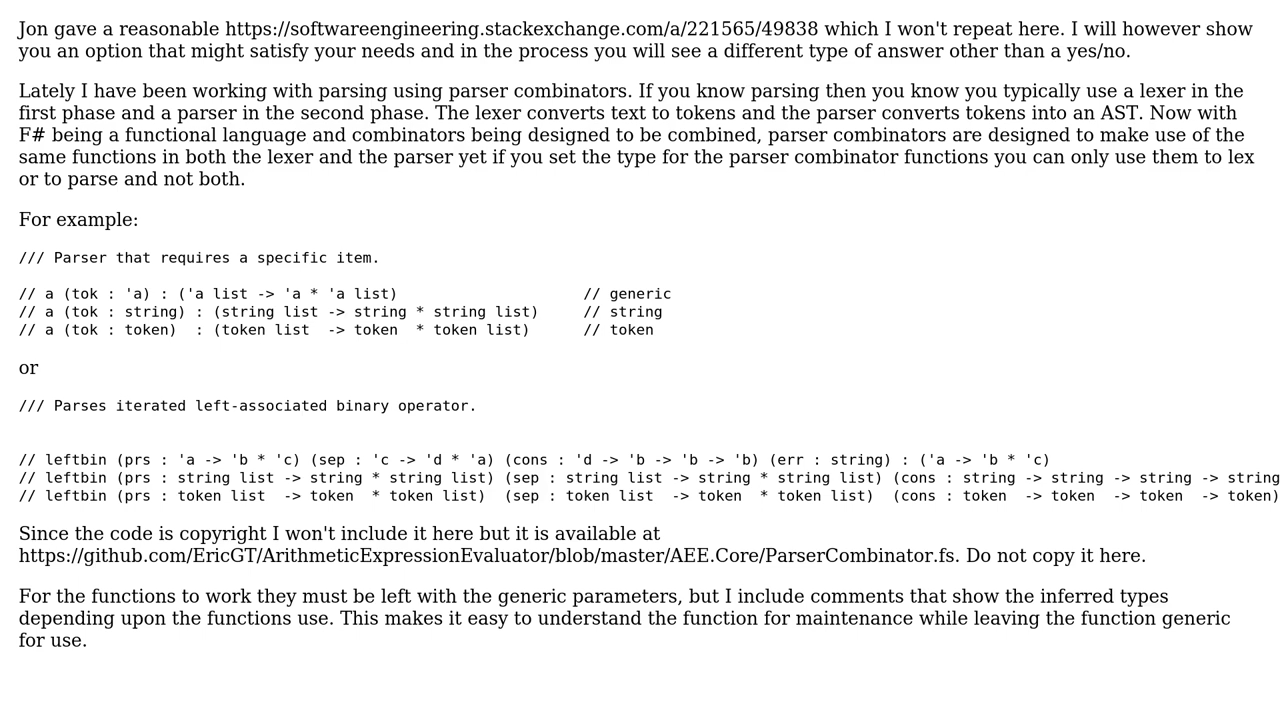 Jon gave a reasonable https://softwareengineering.stackexchange.com/a/221565/49838 which I won't repeat here. I will however show
you an option that might satisfy your needs and in the process you will see a different type of answer other than a yes/no.
Lately I have been working with parsing using parser combinators. If you know parsing then you know you typically use a lexer in the
first phase and a parser in the second phase. The lexer converts text to tokens and the parser converts tokens into an AST. Now with
F# being a functional language and combinators being designed to be combined, parser combinators are designed to make use of the
same functions in both the lexer and the parser yet if you set the type for the parser combinator functions you can only use them to lex
or to parse and not both.
For example:
/// Parser that requires a specific item.
// a (tok : 'a) : ('a list -> 'a * 'a list)                     // generic
// a (tok : string) : (string list -> string * string list)     // string
// a (tok : token)  : (token list  -> token  * token list)      // token
or
/// Parses iterated left-associated binary operator.
// leftbin (prs : 'a -> 'b * 'c) (sep : 'c -> 'd * 'a) (cons : 'd -> 'b -> 'b -> 'b) (err : string) : ('a -> 'b * 'c)
// leftbin (prs : string list -> string * string list) (sep : string list -> string * string list) (cons : string -> string -> string -> string
// leftbin (prs : token list  -> token  * token list)  (sep : token list  -> token  * token list)  (cons : token  -> token  -> token  -> token)
Since the code is copyright I won't include it here but it is available at
https://github.com/EricGT/ArithmeticExpressionEvaluator/blob/master/AEE.Core/ParserCombinator.fs. Do not copy it here.
For the functions to work they must be left with the generic parameters, but I include comments that show the inferred types
depending upon the functions use. This makes it easy to understand the function for maintenance while leaving the function generic
for use.